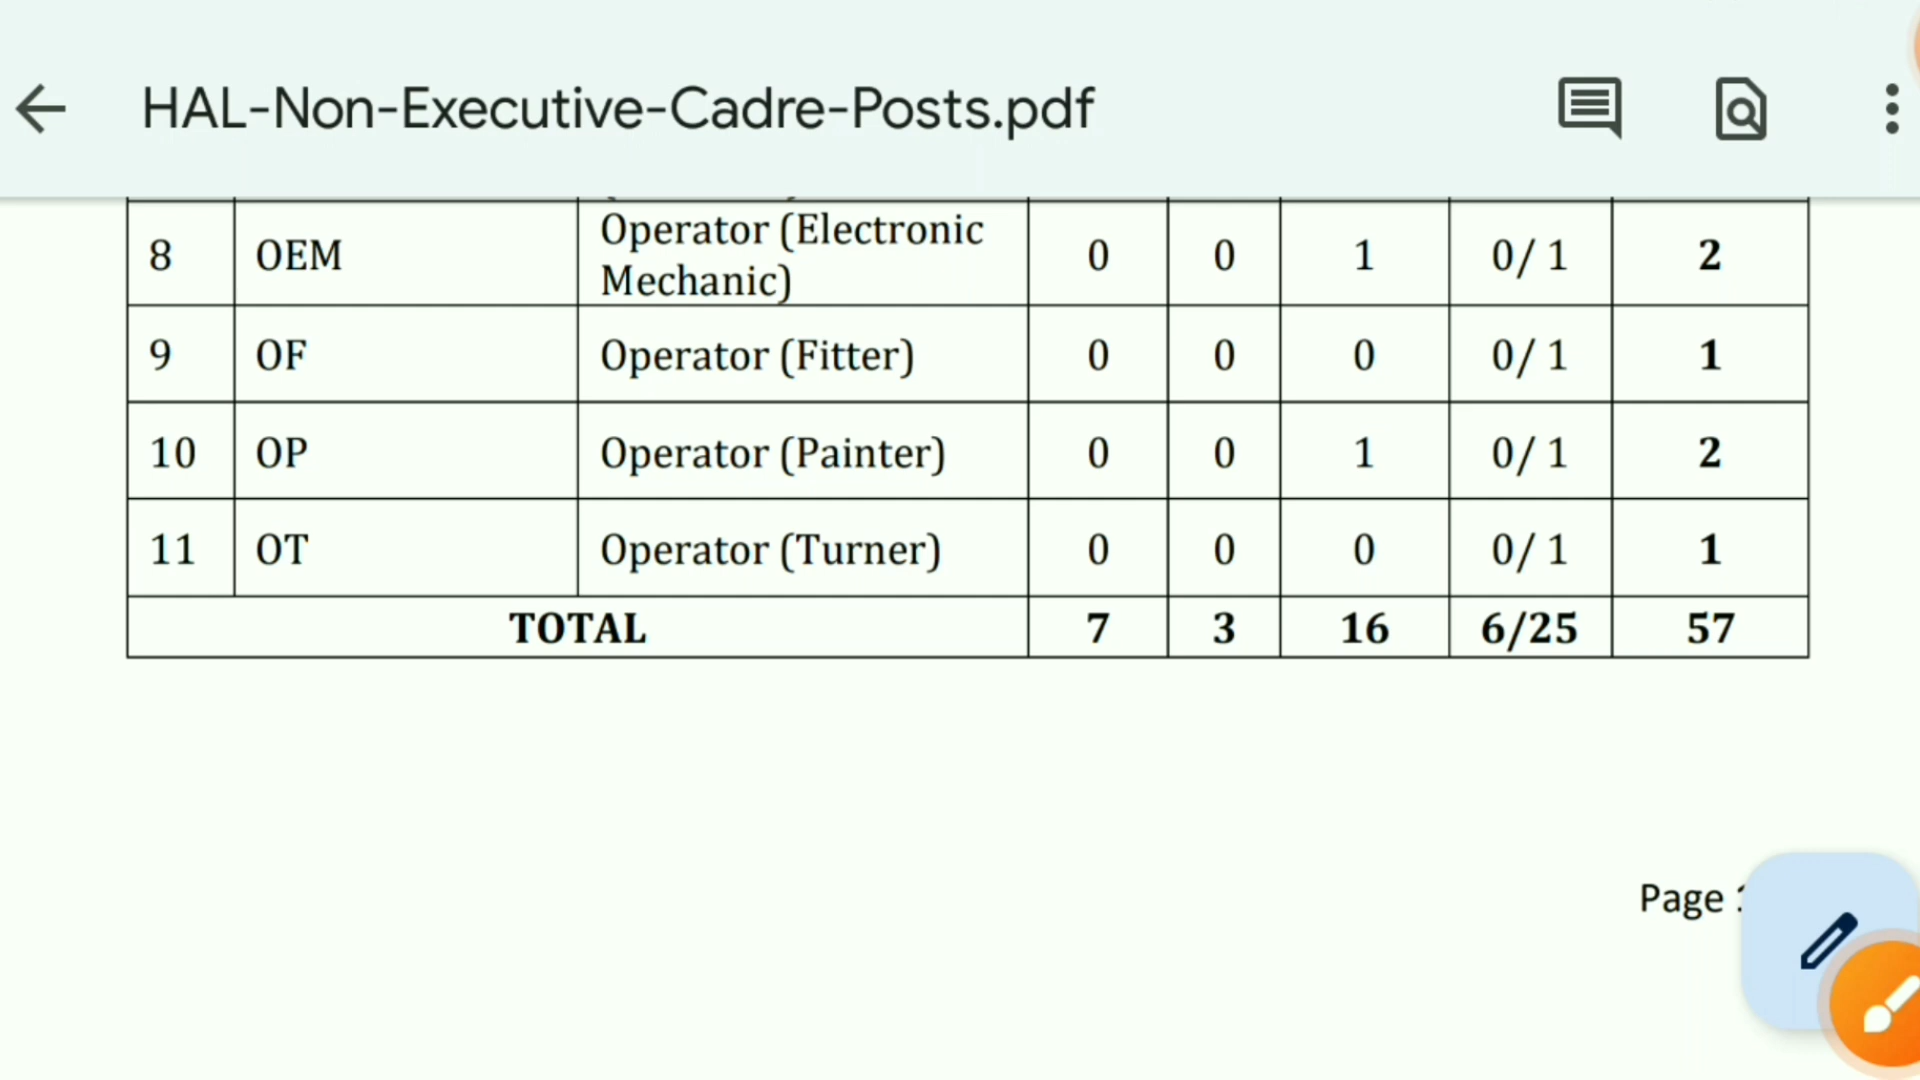 HAL-Non-Executive-Cadre-Posts.pdf
8 OEM Operator (Electronic Mechanic) 0 0 1 0/ 1 2
9 OF Operator (Fitter) 0 0 0 0/ 1 1
10 OP Operator (Painter) 0 0 1 0/ 1 2
11 OT Operator (Turner) 0 0 0 0/ 1 1
TOTAL 7 3 16 6/25 57
Page